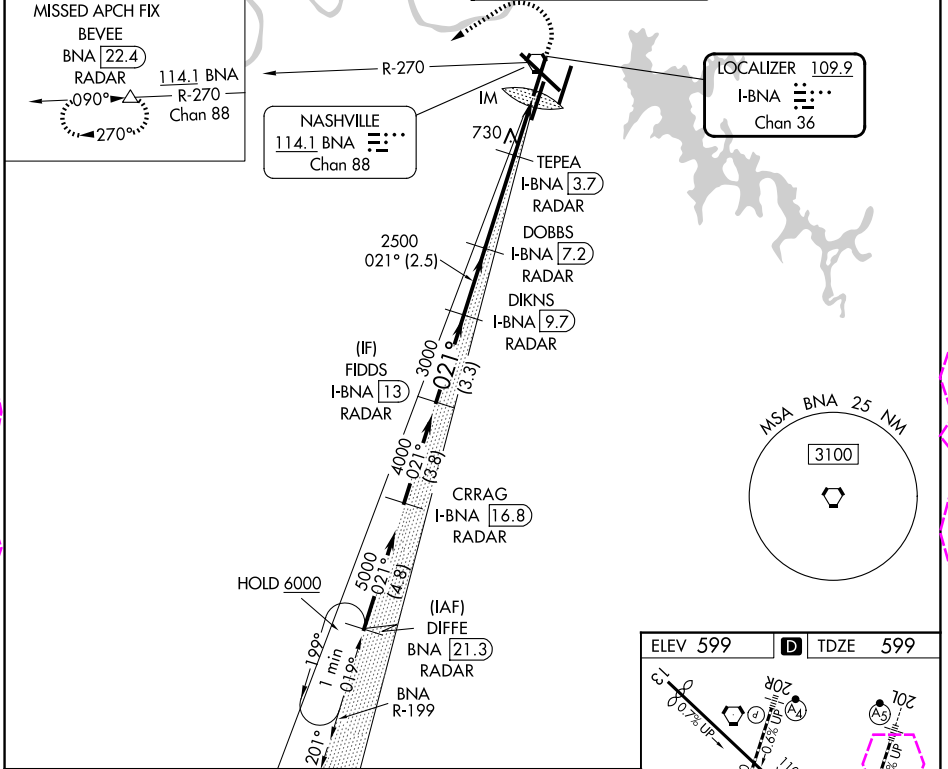 MISSED APCH FIX
BEVEE
BNA 22.4
RADAR
114.1 BNA
R-270
Chan 88
090°
270°
R-270
NASHVILLE
114.1 BNA
Chan 88
IM
730
LOCALIZER 109.9
I-BNA
Chan 36
TEPEA
I-BNA 3.7
RADAR
DOBBS
I-BNA 7.2
RADAR
2500
021° (2.5)
DIKNS
I-BNA 9.7
RADAR
3000
021°
(3.3)
(IF)
FIDDS
I-BNA 13
RADAR
4000
021°
(3.8)
CRRAG
I-BNA 16.8
RADAR
5000
021°
(4.8)
HOLD 6000
(IAF)
DIFFE
BNA 21.3
RADAR
199°
1 min
019°
BNA
R-199
201°
MSA BNA 25 NM
3100
ELEV 599
D
TDZE 599
13
0.7% UP
20R
P
A4
0.6% UP
A5
20L
% UP